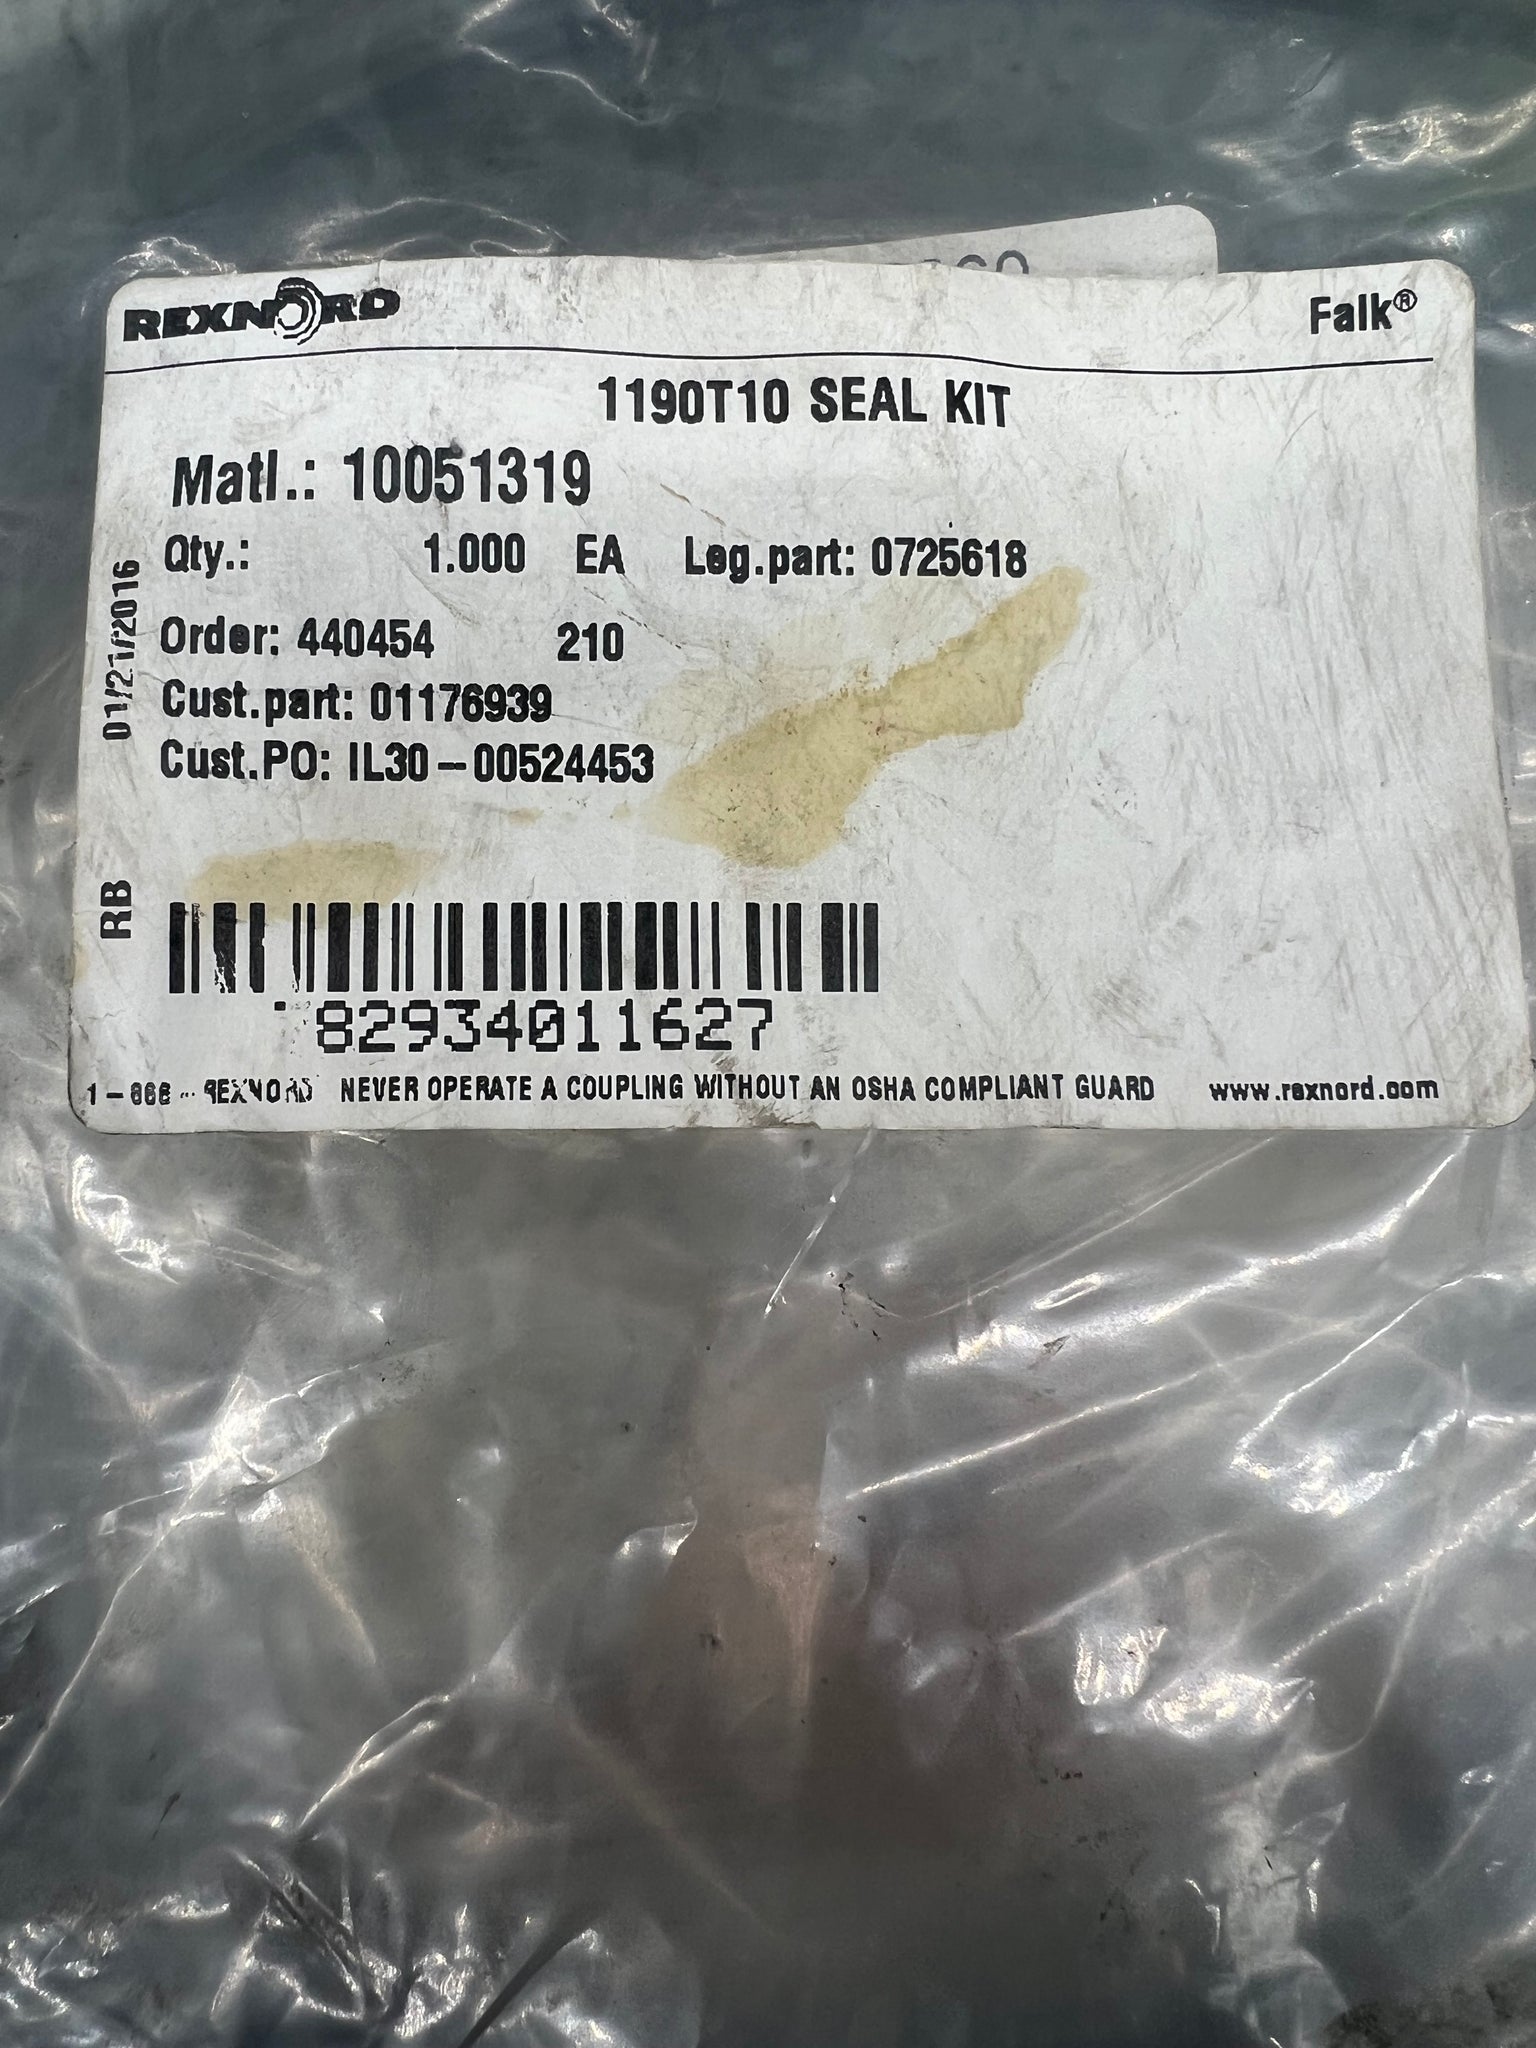 REXNORD
Falk®
1190T10 SEAL KIT
Matl.: 10051319
Qty.: 1.000 EA Leg.part: 0725618
Order: 440454 210
Cust.part: 01176939
Cust.PO: IL30-00524453
01/21/2016
RB
82934011627
REXNORD NEVER OPERATE A COUPLING WITHOUT AN OSHA COMPLIANT GUARD www.rexnord.com